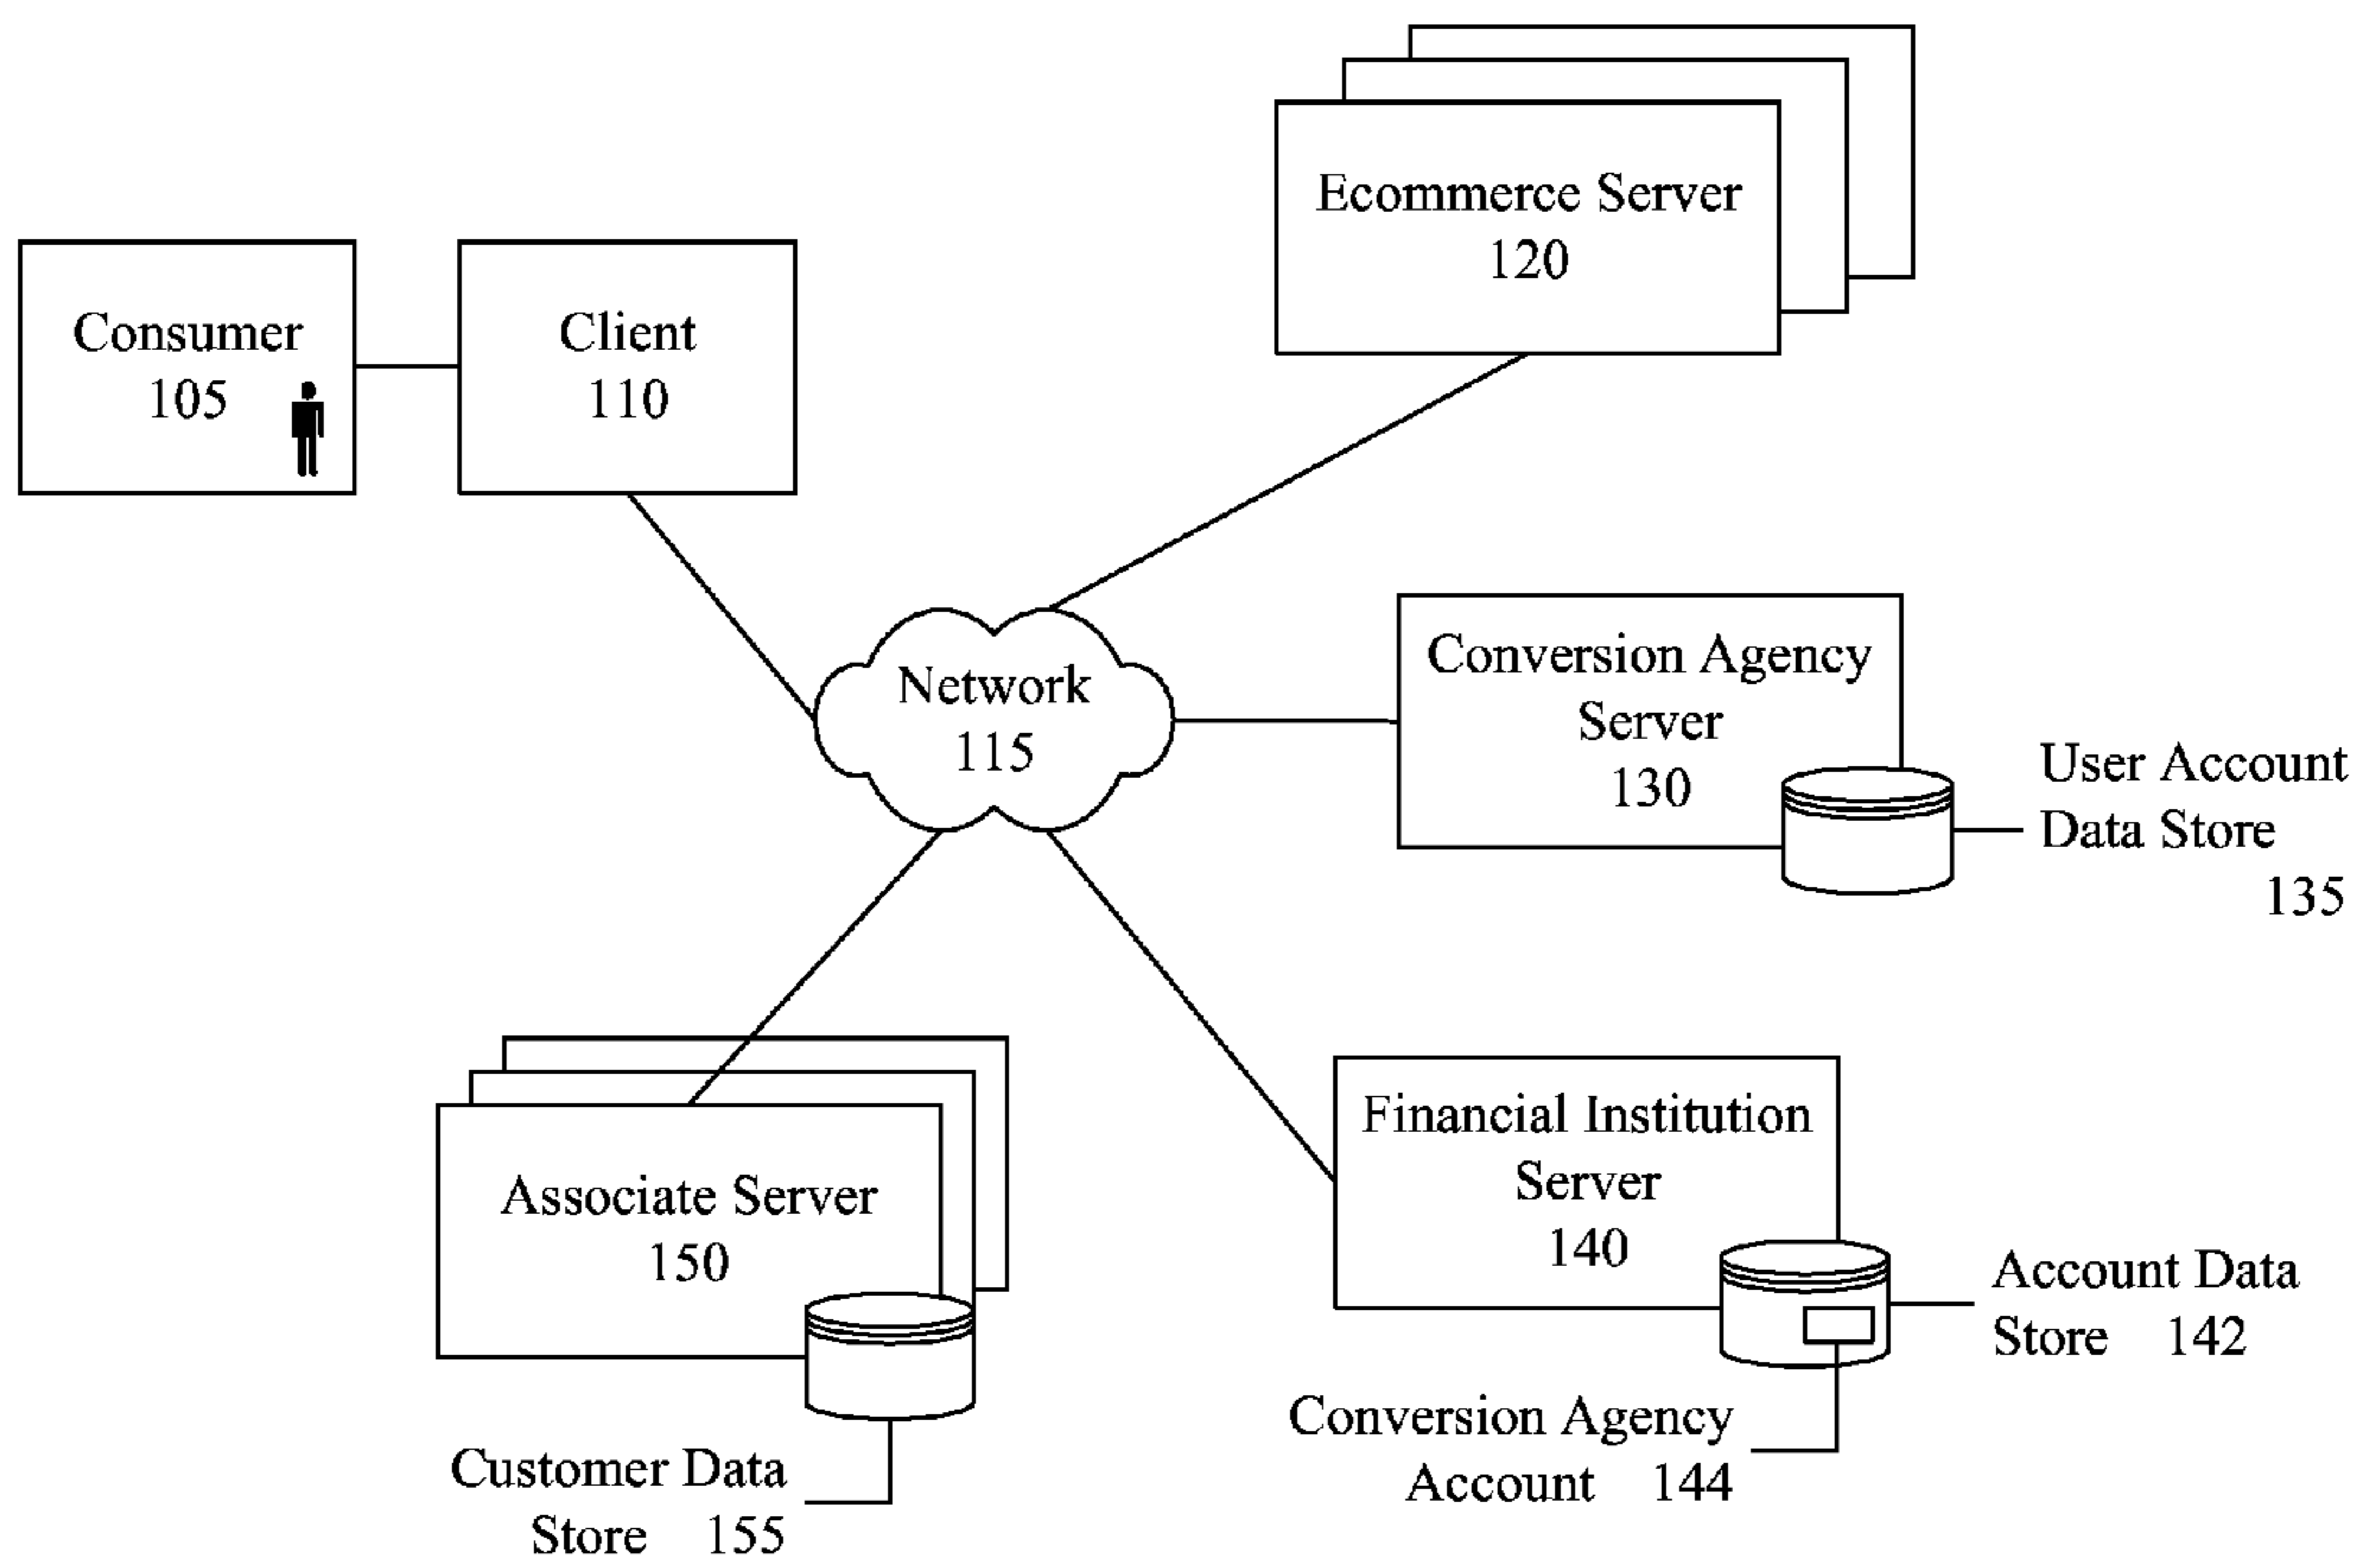 Ecommerce Server
120
Consumer
105
Client
110
Network
115
Conversion Agency
Server
130
User Account
Data Store
135
Associate Server
150
Customer Data
Store 155
Financial Institution
Server
140
Account Data
Store 142
Conversion Agency
Account 144